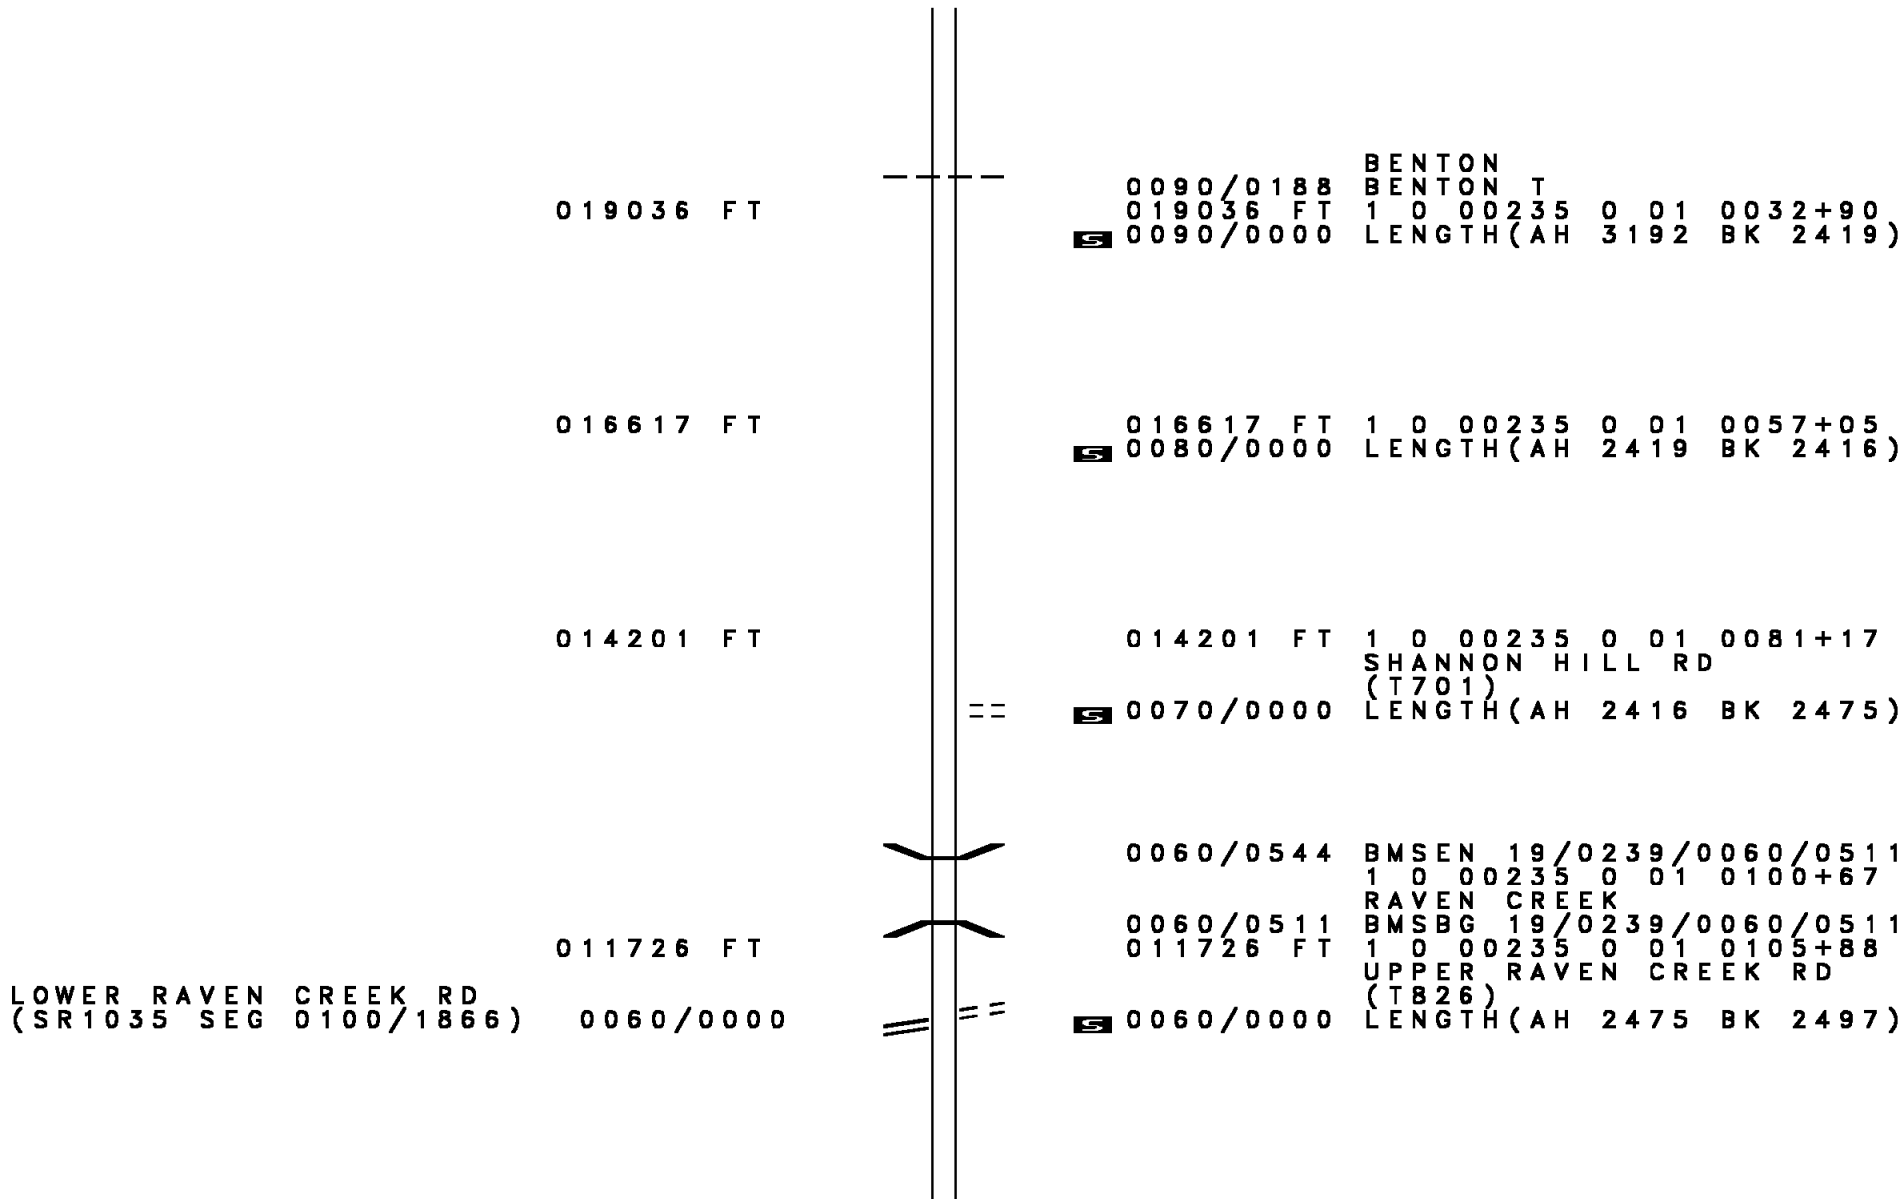 BENTON
0090/0188 BENTON T
019036 FT 019036 FT 1 0 00235 0 01 0032+90
S 0090/0000 LENGTH(AH 3192 BK 2419)
016617 FT 016617 FT 1 0 00235 0 01 0057+05
S 0080/0000 LENGTH(AH 2419 BK 2416)
014201 FT 014201 FT 1 0 00235 0 01 0081+17
SHANNON HILL RD
(T701)
S 0070/0000 LENGTH(AH 2416 BK 2475)
0060/0544 BMSEN 19/0239/0060/0511
1 0 00235 0 01 0100+67
RAVEN CREEK
0060/0511 BMSBG 19/0239/0060/0511
011726 FT 011726 FT 1 0 00235 0 01 0105+88
UPPER RAVEN CREEK RD
LOWER RAVEN CREEK RD (T826)
(SR1035 SEG 0100/1866) 0060/0000 S 0060/0000 LENGTH(AH 2475 BK 2497)